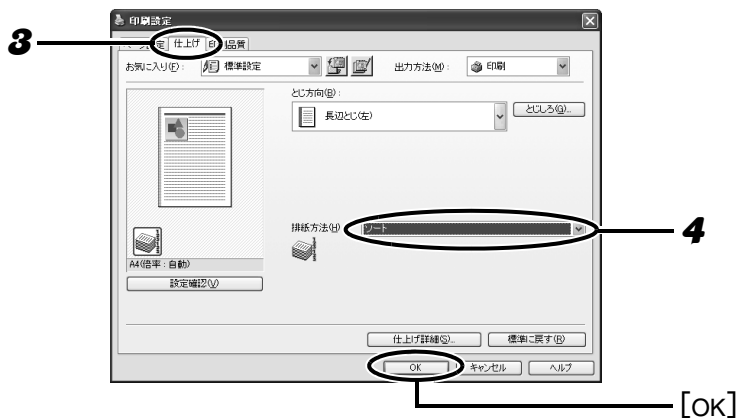 印刷設定
3
仕上げ 印刷品質
お気に入り(F): 標準設定 出力方法(M): 印刷
とじ方向(B):
長辺とじ(左) とじしろ(G)...
排紙方法(H) ソート
4
A4(倍率:自動)
設定確認(V)
仕上げ詳細(S)... 標準に戻す(R)
OK キャンセル ヘルプ
[OK]